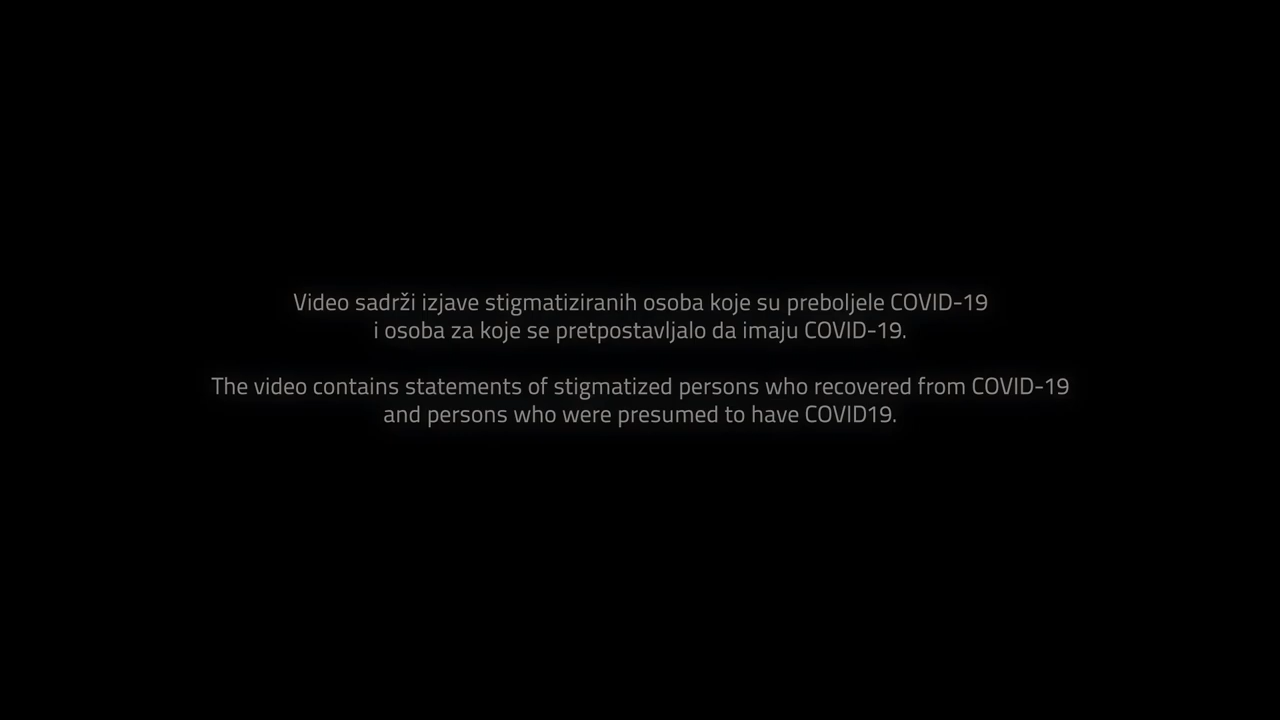 Video sadrži izjave stigmatiziranih osoba koje su preboljele COVID-19
i osoba za koje se pretpostavljalo da imaju COVID-19.
The video contains statements of stigmatized persons who recovered from COVID-19
and persons who were presumed to have COVID19.